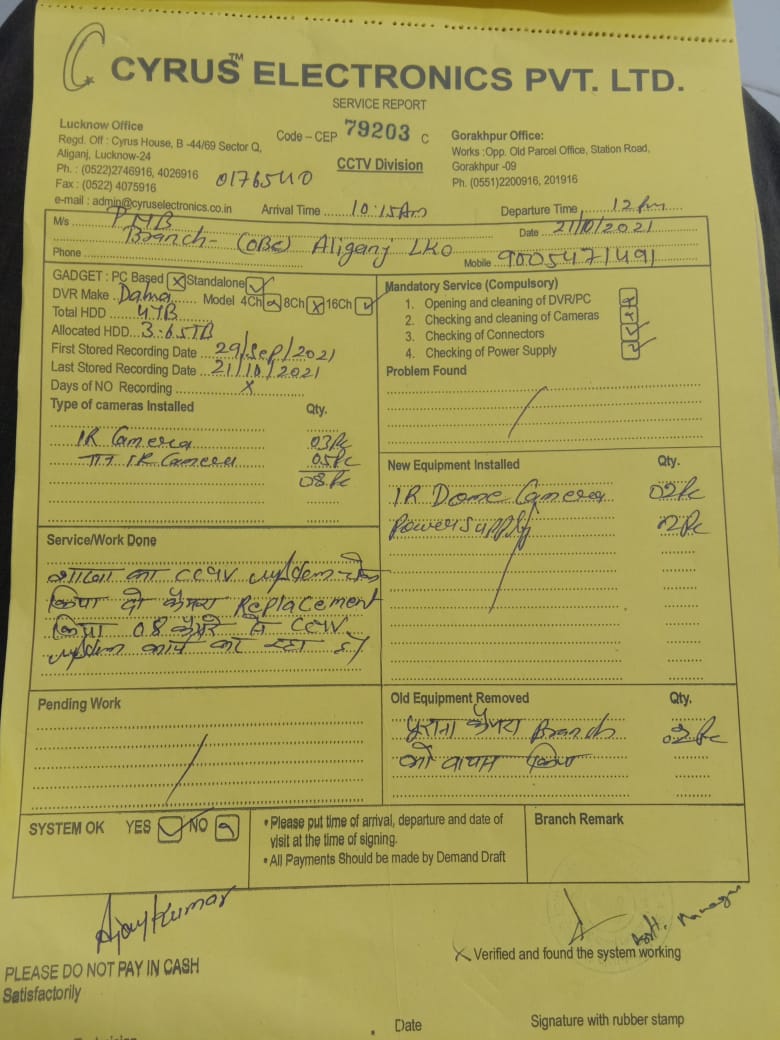 CYRUS™ ELECTRONICS PVT. LTD.
SERVICE REPORT
Lucknow Office
Regd. Off : Cyrus House, B -44/69 Sector Q,
Aliganj, Lucknow-24
Ph. : (0522)2746916, 4026916
Fax : (0522) 4075916
e-mail : admin@cyruselectronics.co.in
Code – CEP 79203 C
CCTV Division
0176540
Gorakhpur Office:
Works :Opp. Old Parcel Office, Station Road,
Gorakhpur -09
Ph. (0551)2200916, 201916
Arrival Time 10:15Am
Departure Time 12 Pm
M/s PNB
Date 21/10/2021
Branch- (OBC) Aliganj LKO
Phone
Mobile 9005471491
GADGET : PC Based Standalone
DVR Make Model 4Ch 8Ch 16Ch
Total HDD 4TB
Allocated HDD 3.65TB
First Stored Recording Date 29/Sep/2021
Last Stored Recording Date 21/10/2021
Days of NO Recording X
Mandatory Service (Compulsory)
1. Opening and cleaning of DVR/PC
2. Checking and cleaning of Cameras
3. Checking of Connectors
4. Checking of Power Supply
Problem Found
Type of cameras Installed Qty.
IR Camera 03Pc
IR Camera 05Pc
08Pc
New Equipment Installed Qty.
IR Dome Camera 02Pc
Power supply 2Pc
Service/Work Done
शाखा का CCTV System चेक
किया दो कैमरा Replacement
किया 08 कैमरे है CCTV
System कार्य कर रहा है
Pending Work
Old Equipment Removed Qty.
पुराना कैमरा Branch 02Pc
को वापस किया
SYSTEM OK YES NO
• Please put time of arrival, departure and date of
visit at the time of signing.
• All Payments Should be made by Demand Draft
Branch Remark
Ajay Kumar
Asstt. Manager
Verified and found the system working
PLEASE DO NOT PAY IN CASH
Satisfactorily
Date
Signature with rubber stamp